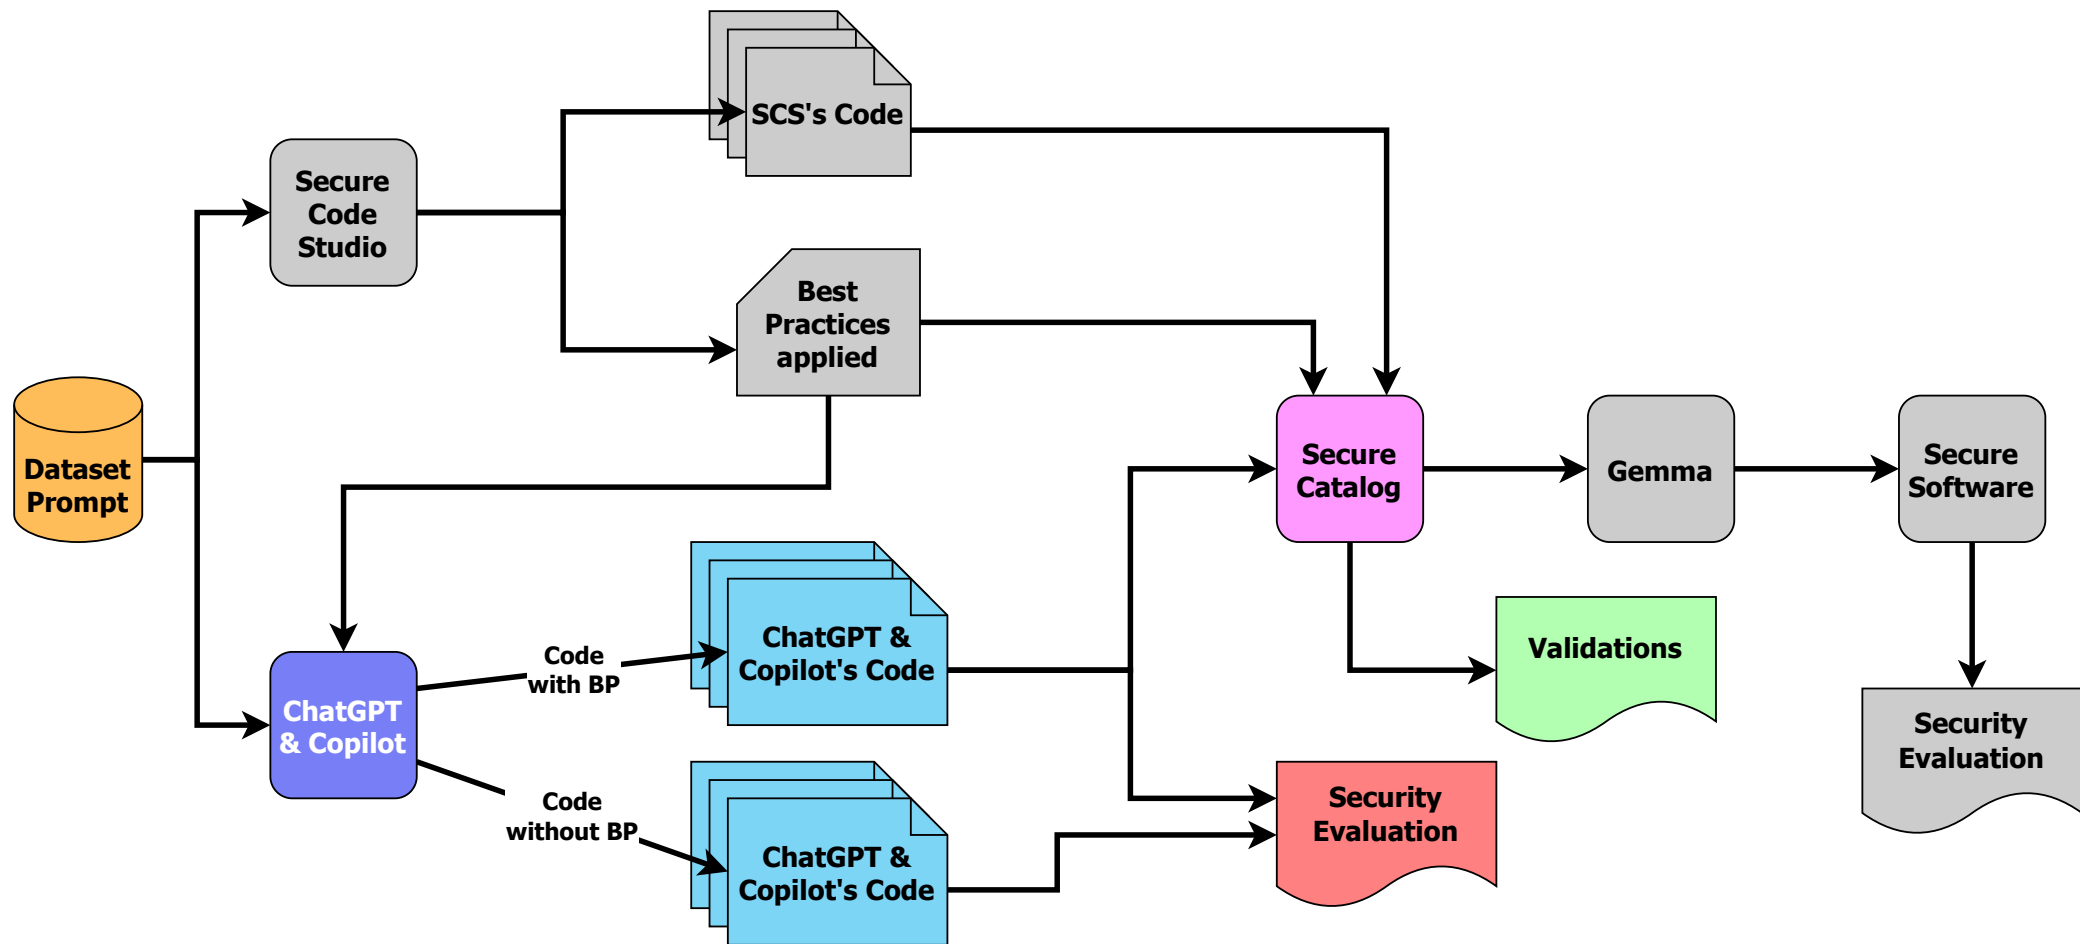 SCS's Code
Secure
Code
Studio
Best
Practices
applied
Dataset
Prompt
Secure
Catalog
Gemma
Secure
Software
ChatGPT
& Copilot
Code
with BP
ChatGPT &
Copilot's Code
Validations
Security
Evaluation
Code
without BP
ChatGPT &
Copilot's Code
Security
Evaluation